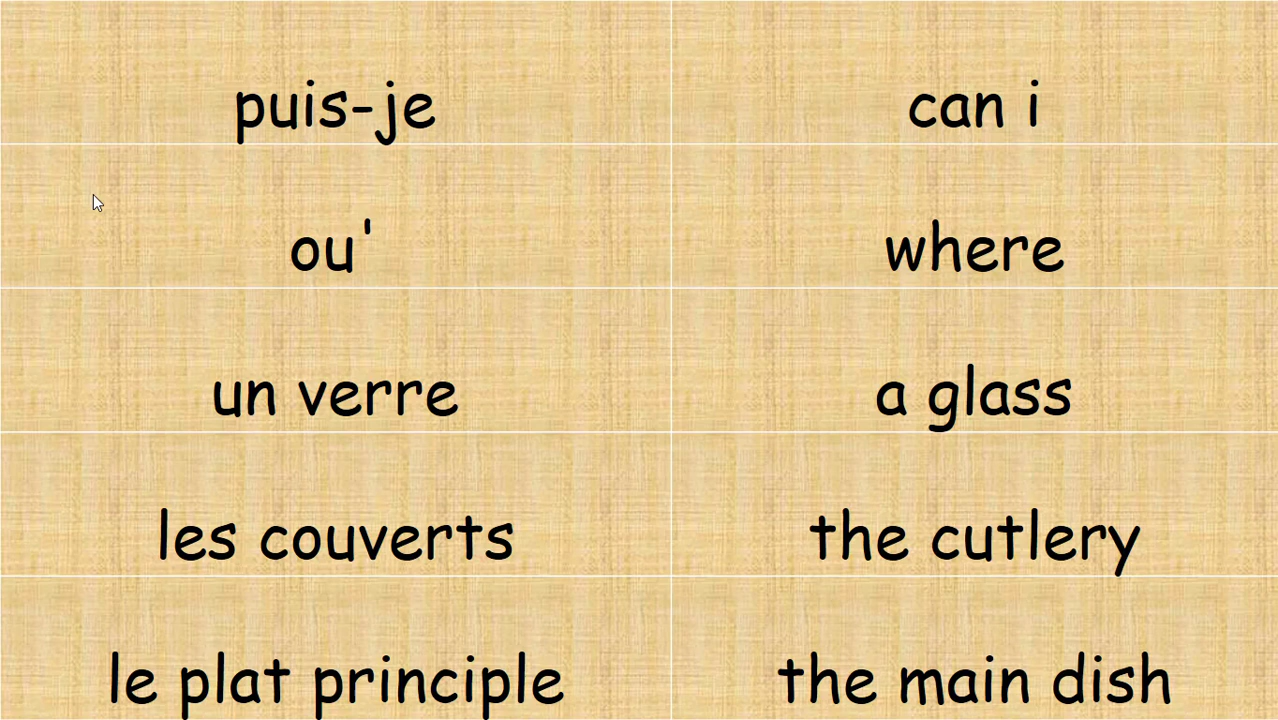 puis-je can i
ou' where
un verre a glass
les couverts the cutlery
le plat principle the main dish